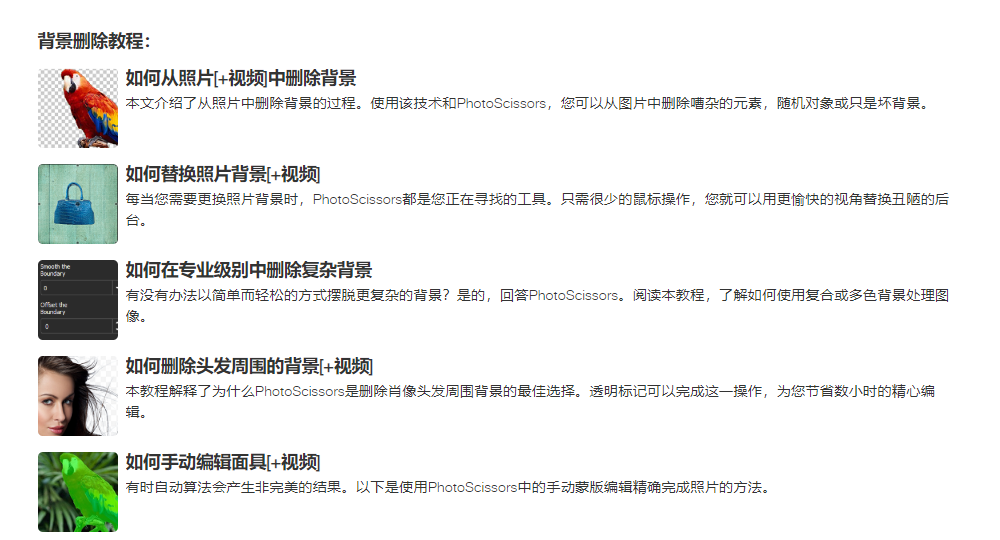 背景删除教程：
如何从照片[+视频]中删除背景
本文介绍了从照片中删除背景的过程。使用该技术和PhotoScissors，您可以从图片中删除嘈杂的元素，随机对象或只是坏背景。
如何替换照片背景[+视频]
每当您需要更换照片背景时，PhotoScissors都是您正在寻找的工具。只需很少的鼠标操作，您就可以用更愉快的视角替换丑陋的后
台。
Smooth the
Boundary
0
Offset the
Boundary
0
如何在专业级别中删除复杂背景
有没有办法以简单而轻松的方式摆脱更复杂的背景？是的，回答PhotoScissors。阅读本教程，了解如何使用复合或多色背景处理图
像。
如何删除头发周围的背景[+视频]
本教程解释了为什么PhotoScissors是删除肖像头发周围背景的最佳选择。透明标记可以完成这一操作，为您节省数小时的精心编
辑。
如何手动编辑面具[+视频]
有时自动算法会产生非完美的结果。以下是使用PhotoScissors中的手动蒙版编辑精确完成照片的方法。